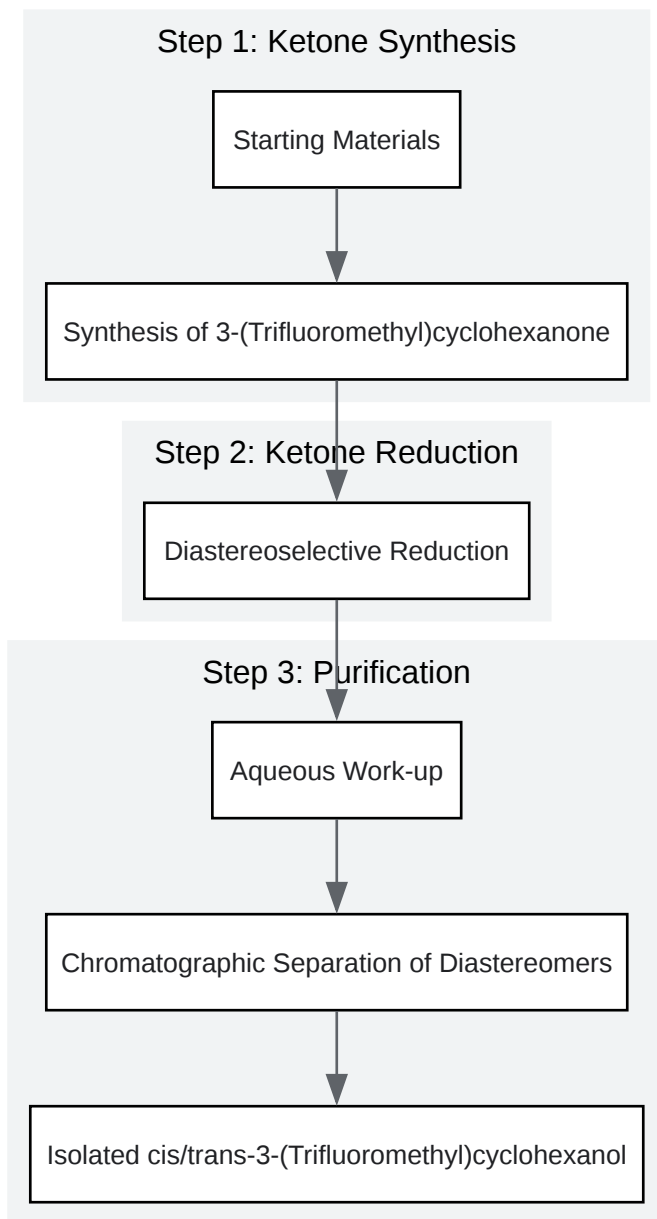 Step 1: Ketone Synthesis
Starting Materials
Synthesis of 3-(Trifluoromethyl)cyclohexanone
Step 2: Ketone Reduction
Diastereoselective Reduction
Step 3: Purification
Aqueous Work-up
Chromatographic Separation of Diastereomers
Isolated cis/trans-3-(Trifluoromethyl)cyclohexanol